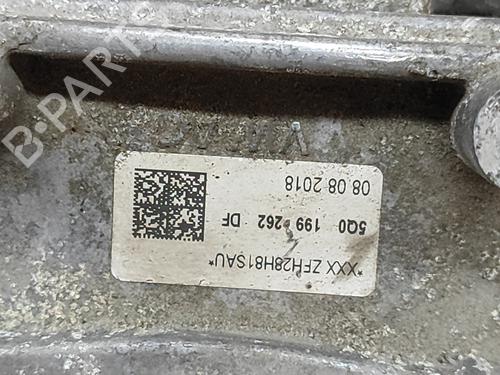 *XXX ZFH28H81SAU*
5Q0 199 262 DF
08 08 2018
B-PARTS